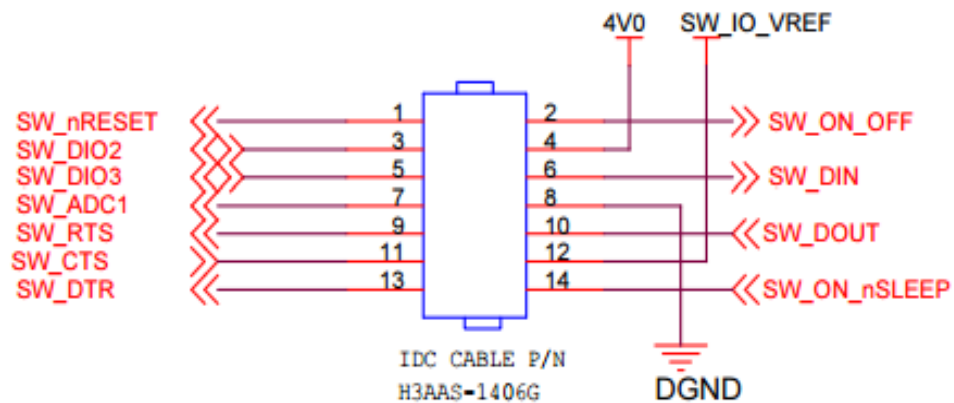 4V0 SW_IO_VREF
SW_nRESET 1 2 SW_ON_OFF
SW_DIO2 3 4
SW_DIO3 5 6 SW_DIN
SW_ADC1 7 8
SW_RTS 9 10 SW_DOUT
SW_CTS 11 12
SW_DTR 13 14 SW_ON_nSLEEP
IDC CABLE P/N
H3AAS-1406G
DGND